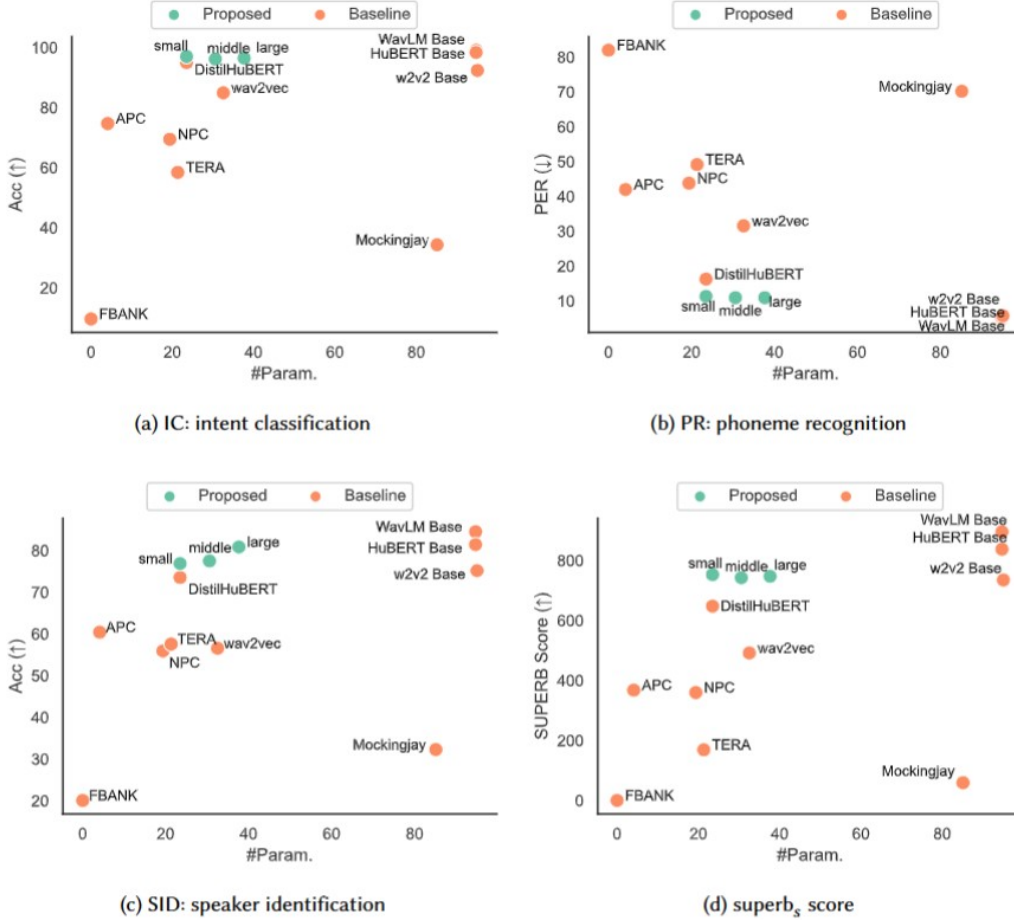 Proposed Baseline
100
80
60
40
20
Acc (↑)
small
middle
large
DistilHuBERT
WavLM Base
HuBERT Base
w2v2 Base
wav2vec
APC
NPC
TERA
Mockingjay
FBANK
0 20 40 60 80
#Param.
(a) IC: intent classification
Proposed Baseline
80
70
60
50
40
30
20
10
PER (↓)
FBANK
Mockingjay
TERA
NPC
APC
wav2vec
DistilHuBERT
small
middle
large
w2v2 Base
HuBERT Base
WavLM Base
0 20 40 60 80
#Param.
(b) PR: phoneme recognition
Proposed Baseline
80
70
60
50
40
30
20
Acc (↑)
WavLM Base
HuBERT Base
w2v2 Base
small
middle
large
DistilHuBERT
APC
TERA
NPC
wav2vec
Mockingjay
FBANK
0 20 40 60 80
#Param.
(c) SID: speaker identification
Proposed Baseline
800
600
400
200
0
SUPERB Score (↑)
WavLM Base
HuBERT Base
w2v2 Base
small
middle
large
DistilHuBERT
wav2vec
APC
NPC
TERA
Mockingjay
FBANK
0 20 40 60 80
#Param.
(d) superbₛ score